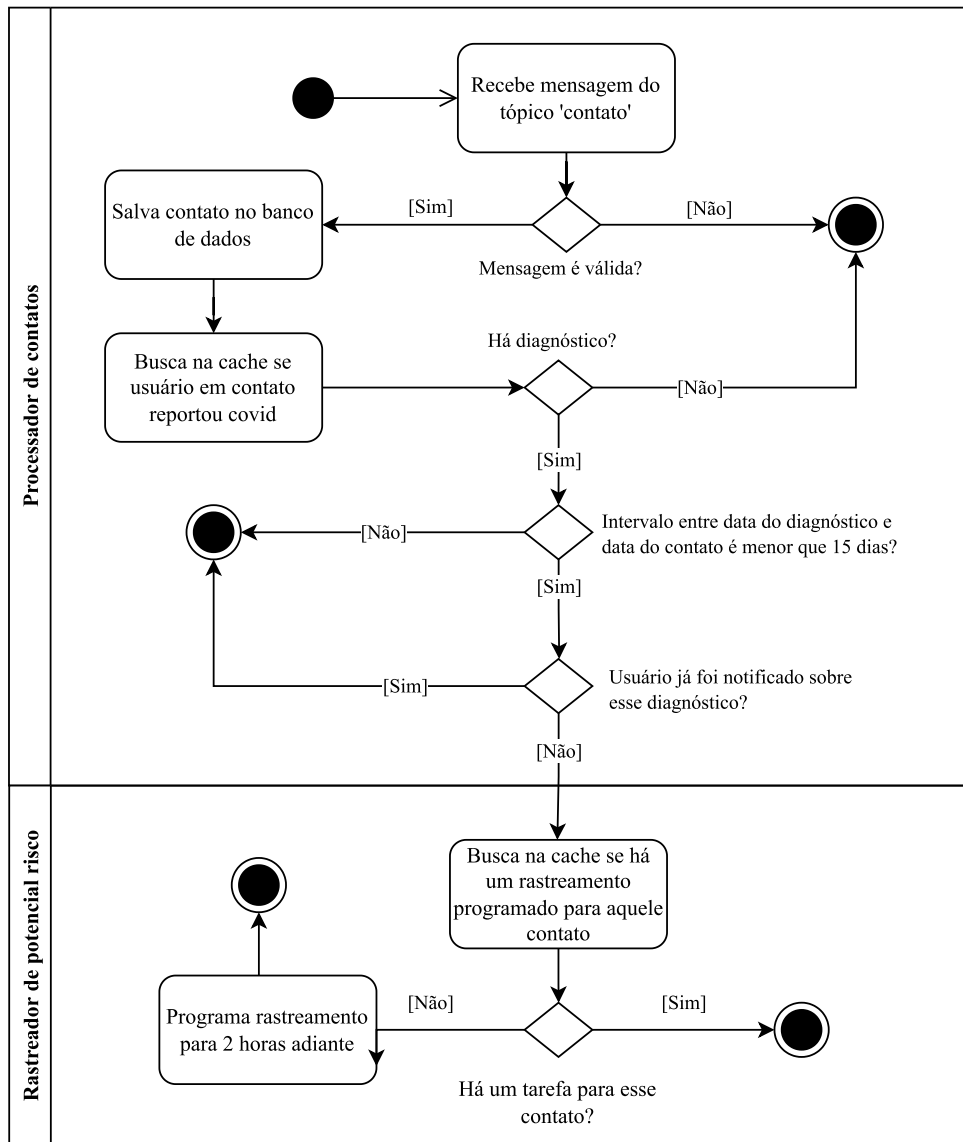 Processador de contatos
Recebe mensagem do
tópico 'contato'
[Sim]
[Não]
Mensagem é válida?
Salva contato no banco
de dados
Busca na cache se
usuário em contato
reportou covid
Há diagnóstico?
[Não]
[Sim]
Intervalo entre data do diagnóstico e
data do contato é menor que 15 dias?
[Não]
[Sim]
Usuário já foi notificado sobre
esse diagnóstico?
[Sim]
[Não]
Rastreador de potencial risco
Busca na cache se há
um rastreamento
programado para aquele
contato
[Não]
[Sim]
Programa rastreamento
para 2 horas adiante
Há um tarefa para esse
contato?